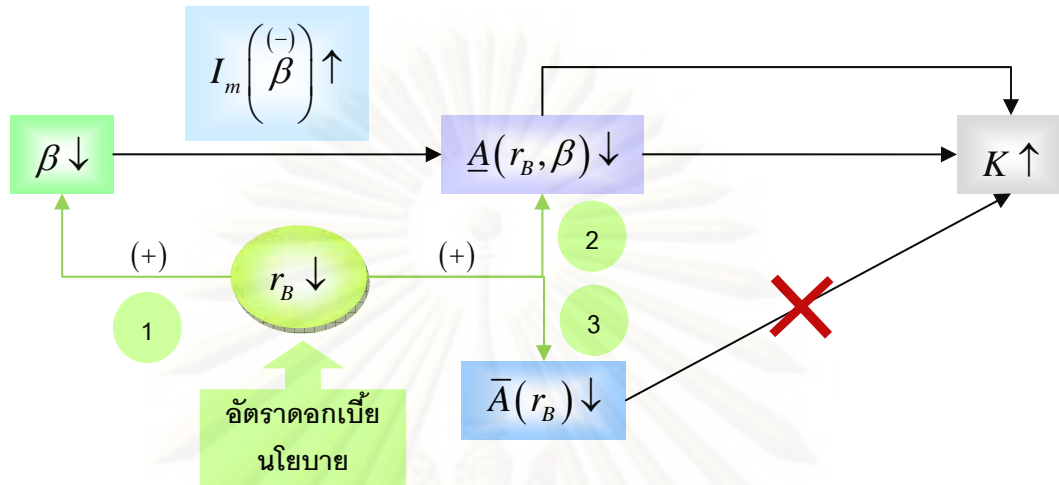 I_m(β^(-))↑
β↓
A̲(r_B, β)↓
K↑
(+)
(+)
r_B↓
1
2
3
A̅(r_B)↓
อัตราดอกเบี้ย
นโยบาย